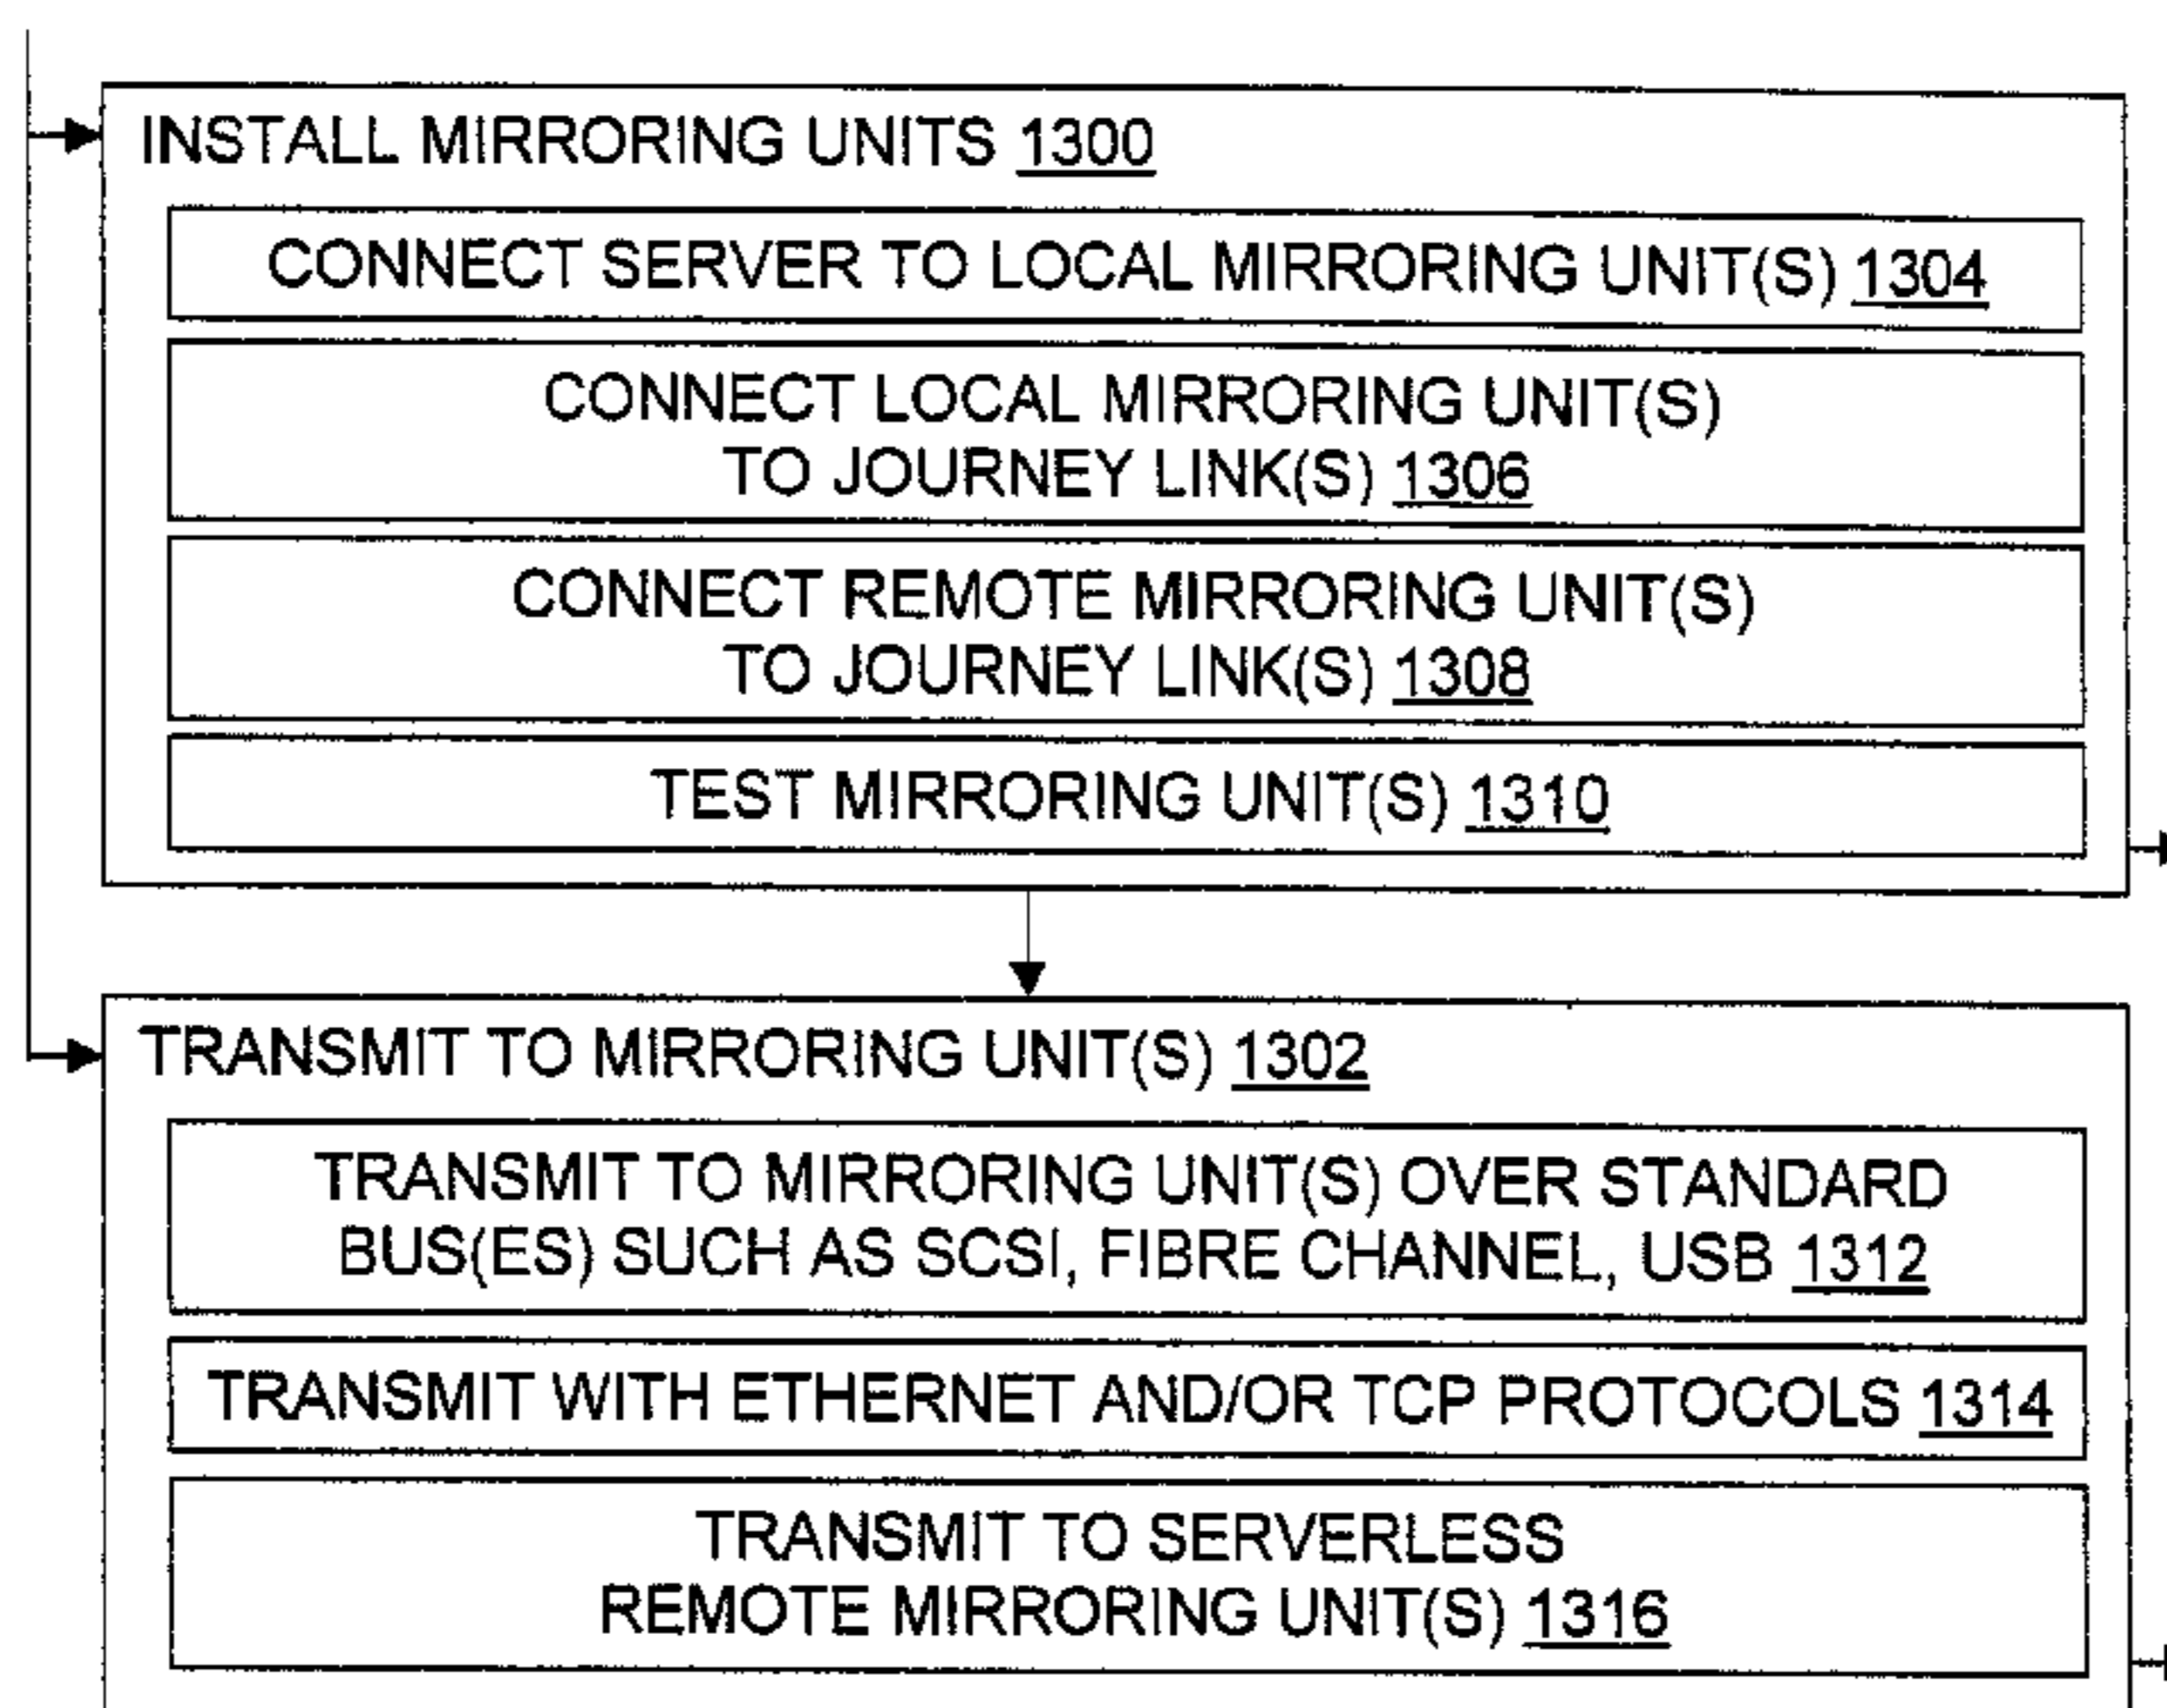 INSTALL MIRRORING UNITS 1300
CONNECT SERVER TO LOCAL MIRRORING UNIT(S) 1304
CONNECT LOCAL MIRRORING UNIT(S)
TO JOURNEY LINK(S) 1306
CONNECT REMOTE MIRRORING UNIT(S)
TO JOURNEY LINK(S) 1308
TEST MIRRORING UNIT(S) 1310
TRANSMIT TO MIRRORING UNIT(S) 1302
TRANSMIT TO MIRRORING UNIT(S) OVER STANDARD
BUS(ES) SUCH AS SCSI, FIBRE CHANNEL, USB 1312
TRANSMIT WITH ETHERNET AND/OR TCP PROTOCOLS 1314
TRANSMIT TO SERVERLESS
REMOTE MIRRORING UNIT(S) 1316